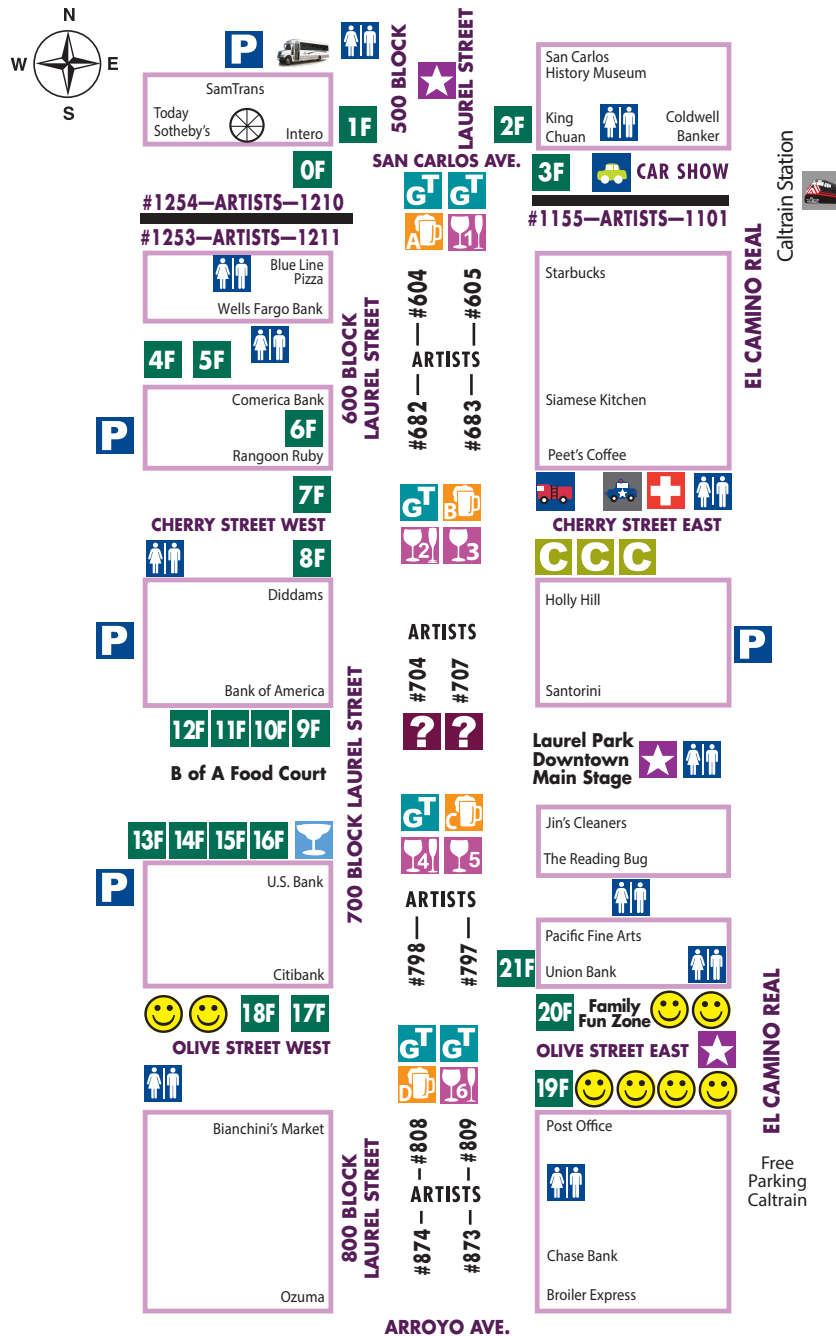 N
W E
S
P
500 BLOCK
LAUREL STREET
SamTrans
Today
Sotheby's
Intero
1F
2F
San Carlos
History Museum
King
Chuan
Coldwell
Banker
SAN CARLOS AVE.
0F
3F
CAR SHOW
Caltrain Station
#1254—ARTISTS—1210
#1253—ARTISTS—1211
GT GT
A 1
#1155—ARTISTS—1101
EL CAMINO REAL
Blue Line
Pizza
Wells Fargo Bank
600 BLOCK
LAUREL STREET
#604 #605
ARTISTS
#682 #683
Starbucks
Siamese Kitchen
Peet's Coffee
4F 5F
P
Comerica Bank
6F
Rangoon Ruby
7F
CHERRY STREET WEST
8F
GT B
2 3
CHERRY STREET EAST
C C C
P
Diddams
Bank of America
ARTISTS
#704 #707
? ?
Holly Hill
Santorini
P
12F 11F 10F 9F
B of A Food Court
700 BLOCK LAUREL STREET
Laurel Park
Downtown
Main Stage
13F 14F 15F 16F
GT C
4 5
Jin's Cleaners
The Reading Bug
P
U.S. Bank
Citibank
ARTISTS
#798 #797
Pacific Fine Arts
Union Bank
21F
18F 17F
OLIVE STREET WEST
20F
Family
Fun Zone
OLIVE STREET EAST
19F
EL CAMINO REAL
GT GT
D 6
Bianchini's Market
Ozuma
800 BLOCK
LAUREL STREET
#808 #809
ARTISTS
#874 #873
Post Office
Chase Bank
Broiler Express
Free
Parking
Caltrain
ARROYO AVE.